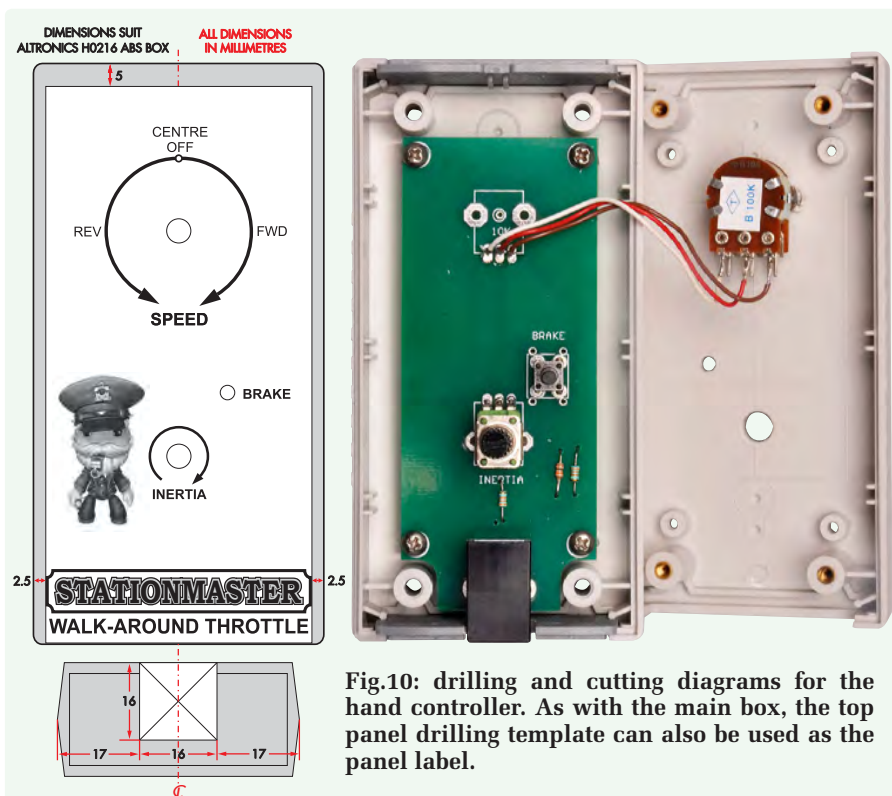 DIMENSIONS SUIT
ALTRONICS H0216 ABS BOX
ALL DIMENSIONS
IN MILLIMETRES
5
CENTRE
OFF
REV
FWD
SPEED
BRAKE
INERTIA
2.5
2.5
STATIONMASTER
WALK-AROUND THROTTLE
16
17
16
17
10K
BRAKE
INERTIA
B 100K
T
Fig.10: drilling and cutting diagrams for the
hand controller. As with the main box, the top
panel drilling template can also be used as the
panel label.